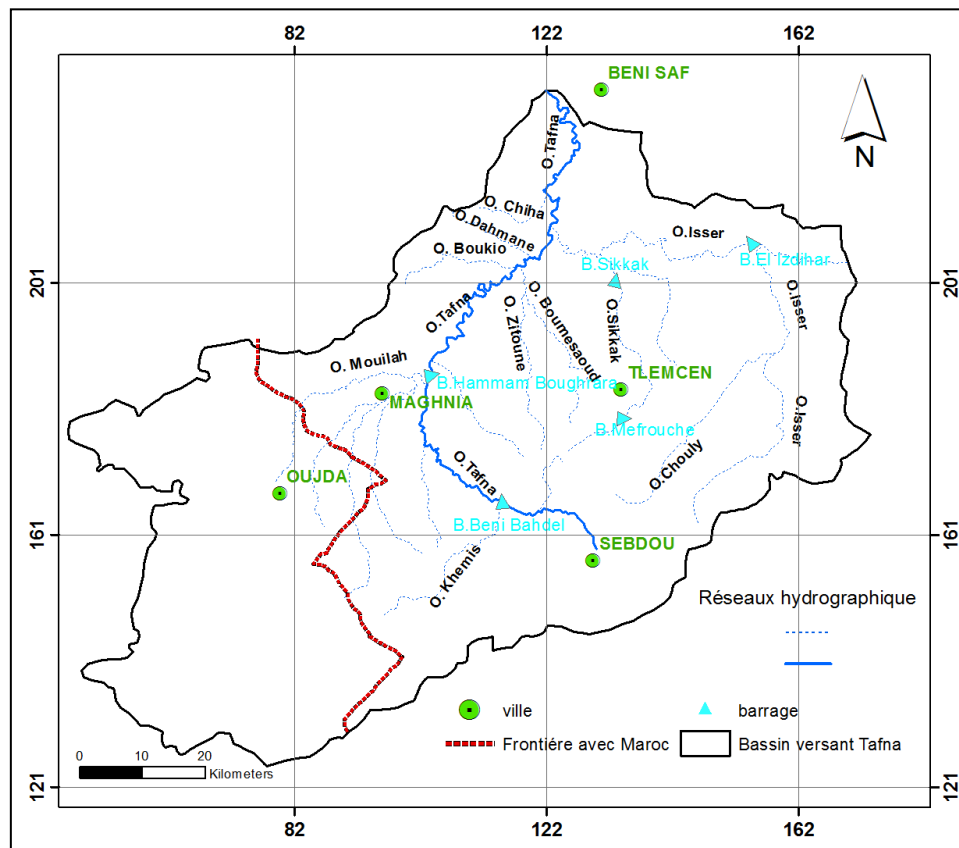 82
122
162
BENI SAF
N
O.Tafna
O. Chiha
O.Dahmane
O. Boukio
O.Isser
B.Sikkak
B.El Izdihar
201
201
O.Tafna
O. Zitoune
O. Boumesaoud
O.Sikkak
O.Isser
O. Mouilah
B.Hammam Boughrara
TLEMCEN
MAGHNIA
B.Mefrouche
O.Isser
O.Chouly
OUJDA
O.Tafna
B.Beni Bahdel
161
161
SEBDOU
O. Khemis
Réseaux hydrographique
ville
barrage
Frontiére avec Maroc
Bassin versant Tafna
0 10 20
Kilometers
121
121
82
122
162